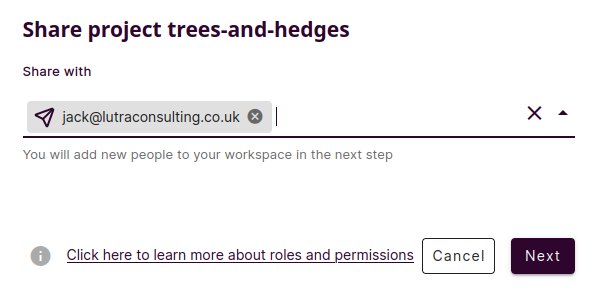 Share project trees-and-hedges
Share with
jack@lutraconsulting.co.uk
You will add new people to your workspace in the next step
Click here to learn more about roles and permissions
Cancel
Next